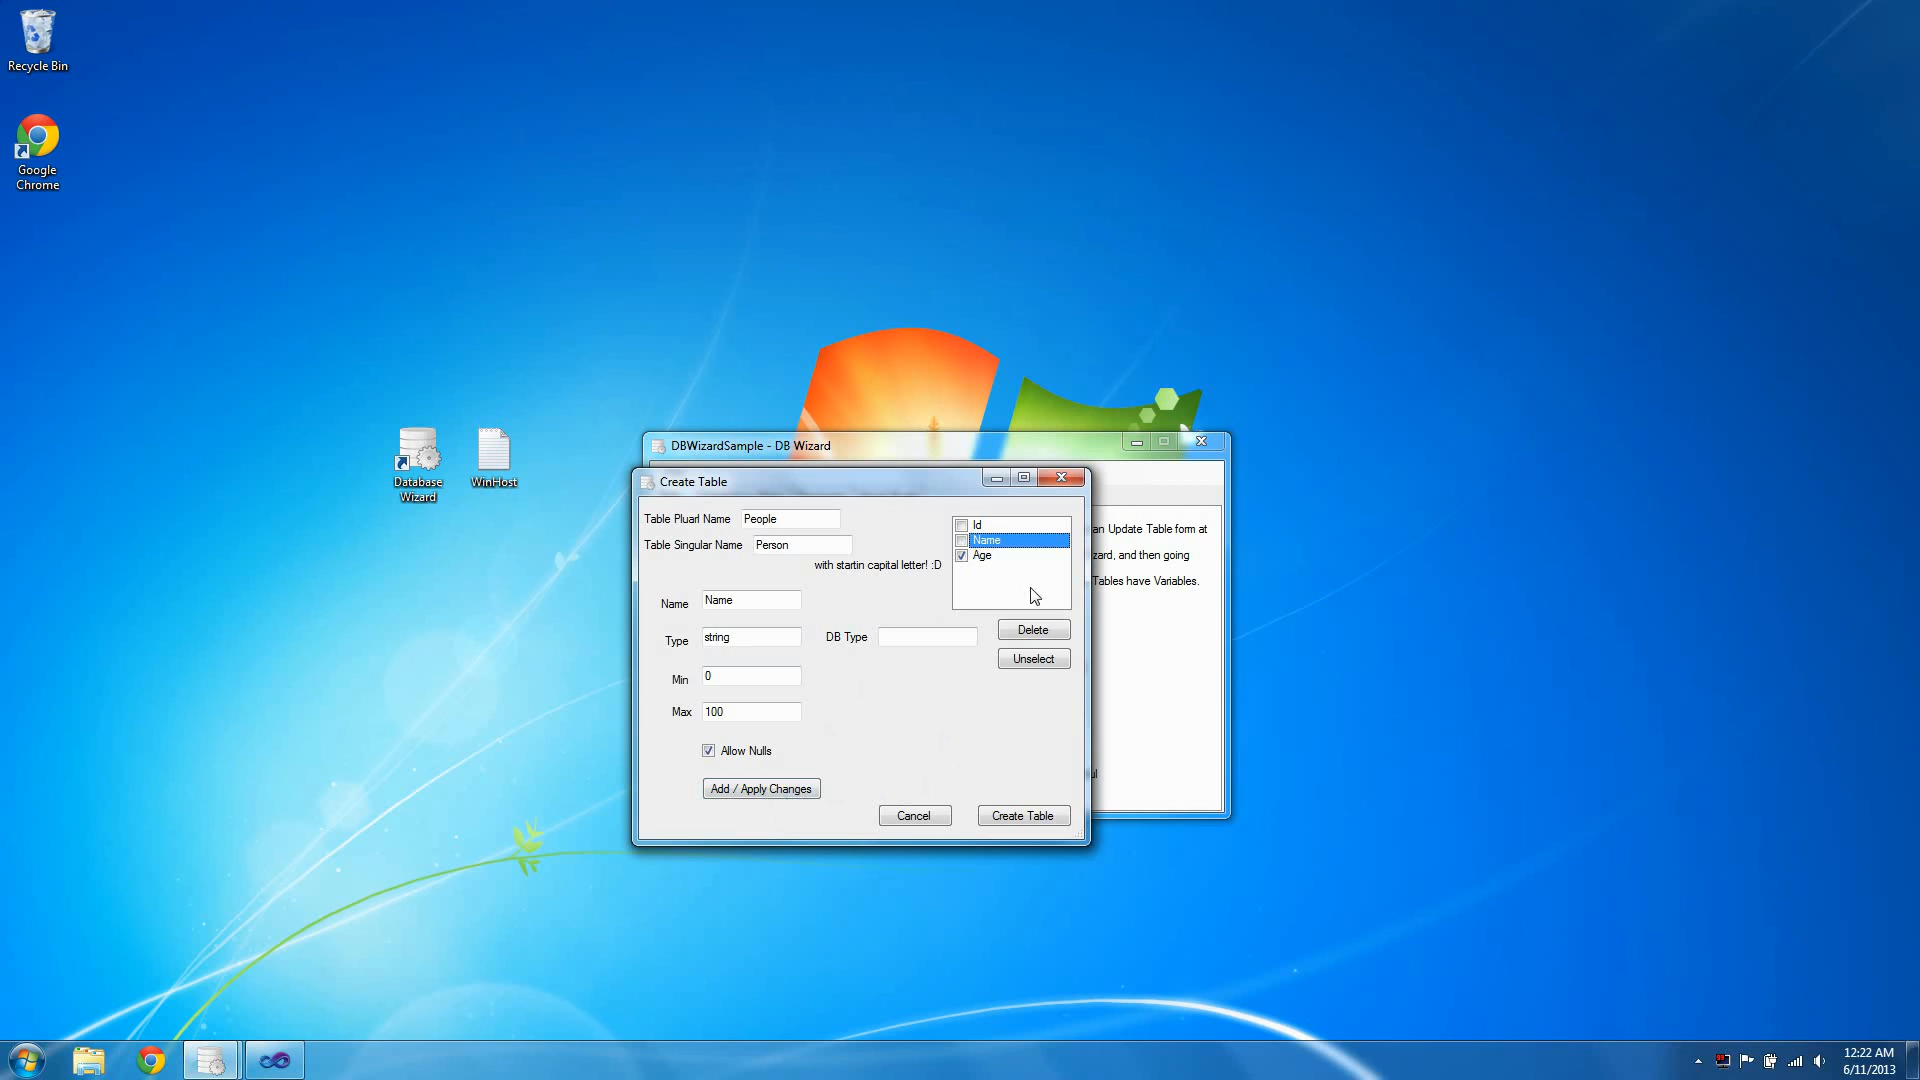 Recycle Bin
Google
Chrome
Database
Wizard
WinHost
DBWizardSample - DB Wizard
Create Table
Table Pluarl Name People
Table Singular Name Person
with startin capital letter! :D
Id
Name
Age
an Update Table form at
zard, and then going
Tables have Variables.
Name Name
Type string DB Type
Delete
Unselect
Min 0
Max 100
Allow Nulls
Add / Apply Changes
Cancel Create Table
12:22 AM
6/11/2013